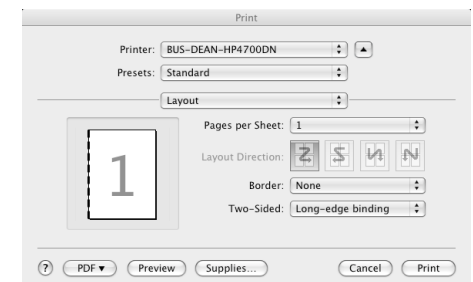 Print
Printer: BUS-DEAN-HP4700DN
Presets: Standard
Layout
Pages per Sheet: 1
Layout Direction:
1
Border: None
Two-Sided: Long-edge binding
? PDF▼ Preview Supplies... Cancel Print